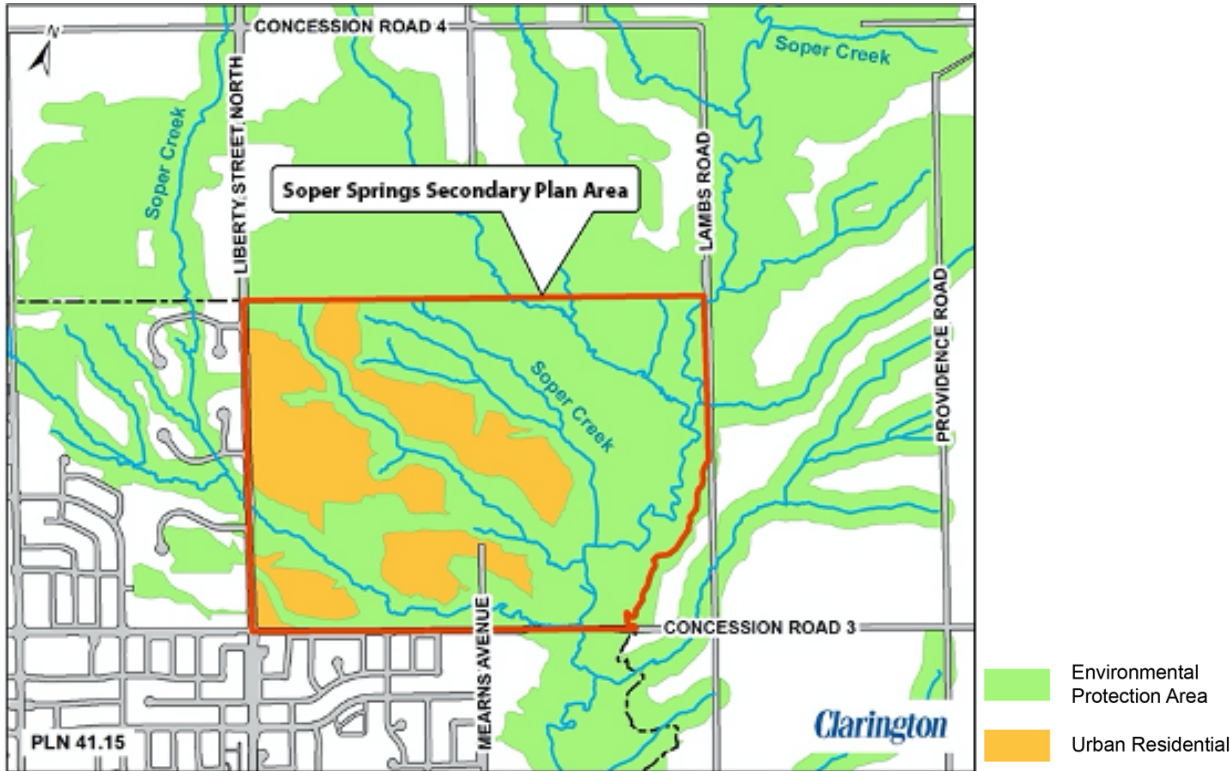 CONCESSION ROAD 4
N
Soper Creek
LIBERTY STREET NORTH
Soper Creek
LAMBS ROAD
Soper Springs Secondary Plan Area
PROVIDENCE ROAD
Soper Creek
MEARNS AVENUE
CONCESSION ROAD 3
Environmental
Protection Area
Clarington
PLN 41.15
Urban Residential